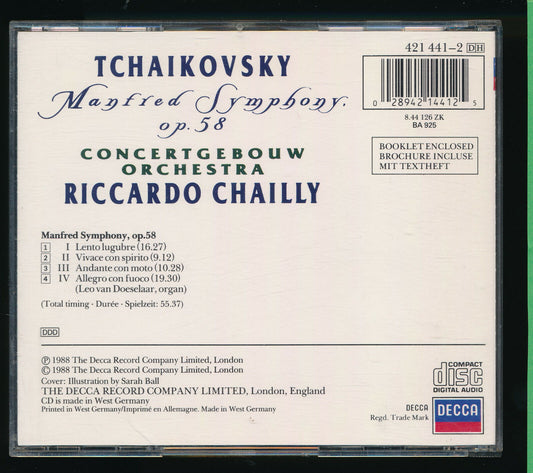 421 441-2 DH
TCHAIKOVSKY
Manfred Symphony,
op.58
CONCERTGEBOUW
ORCHESTRA
RICCARDO CHAILLY
0 28942 14412 5
8.44 126 ZK
BA 925
BOOKLET ENCLOSED
BROCHURE INCLUSE
MIT TEXTHEFT
Manfred Symphony, op.58
1 I Lento lugubre (16.27)
2 II Vivace con spirito (9.12)
3 III Andante con moto (10.28)
4 IV Allegro con fuoco (19.30)
(Leo van Doeselaar, organ)
(Total timing · Durée · Spielzeit: 55.37)
DDD
℗ 1988 The Decca Record Company Limited, London
© 1988 The Decca Record Company Limited, London
Cover: Illustration by Sarah Ball
THE DECCA RECORD COMPANY LIMITED, London, England
CD is made in West Germany
Printed in West Germany/Imprimé en Allemagne. Made in West Germany
COMPACT
disc
DIGITAL AUDIO
DECCA
Regd. Trade Mark
DECCA